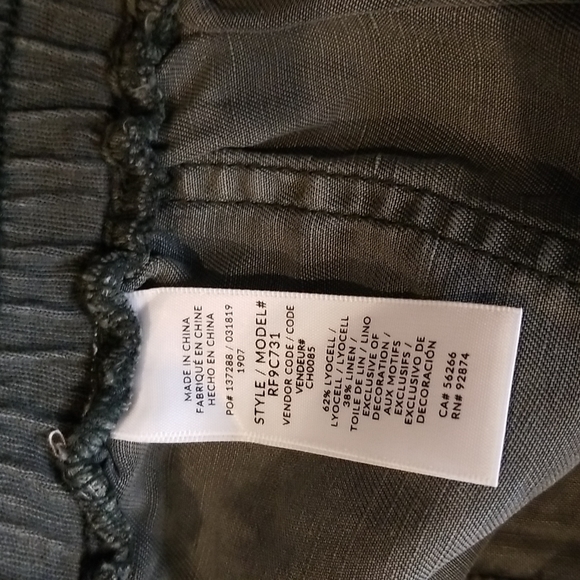 MADE IN CHINA
FABRIQUÉ EN CHINE
HECHO EN CHINA
PO# 137288 / 031819
1907
STYLE / MODEL#
RF9C731
VENDOR CODE / CODE
VENDEUR#
CH0085
62% LYOCELL /
LYOCELL / LYOCELL
38% LINEN /
TOILE DE LIN / LINO
EXCLUSIVE OF
DECORATION /
AUX MOTIFS
EXCLUSIFS /
EXCLUSIVO DE
DECORACIÓN
CA# 56266
RN# 92874